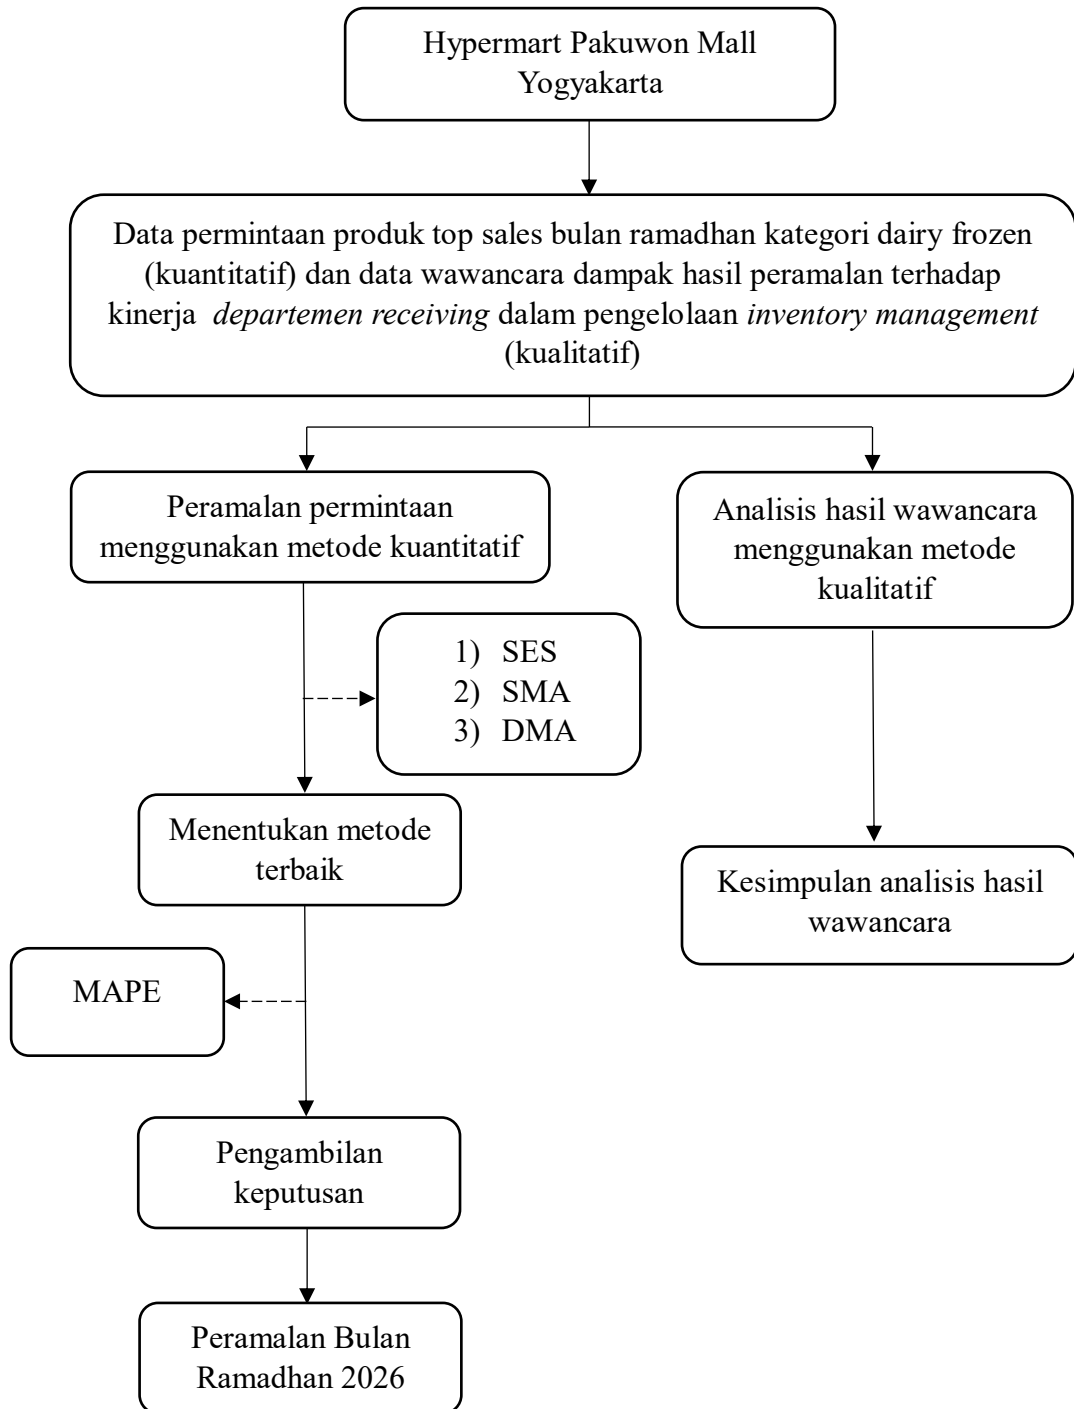 Hypermart Pakuwon Mall
Yogyakarta
Data permintaan produk top sales bulan ramadhan kategori dairy frozen
(kuantitatif) dan data wawancara dampak hasil peramalan terhadap
kinerja departemen receiving dalam pengelolaan inventory management
(kualitatif)
Peramalan permintaan
menggunakan metode kuantitatif
Analisis hasil wawancara
menggunakan metode
kualitatif
1) SES
2) SMA
3) DMA
Menentukan metode
terbaik
Kesimpulan analisis hasil
wawancara
MAPE
Pengambilan
keputusan
Peramalan Bulan
Ramadhan 2026